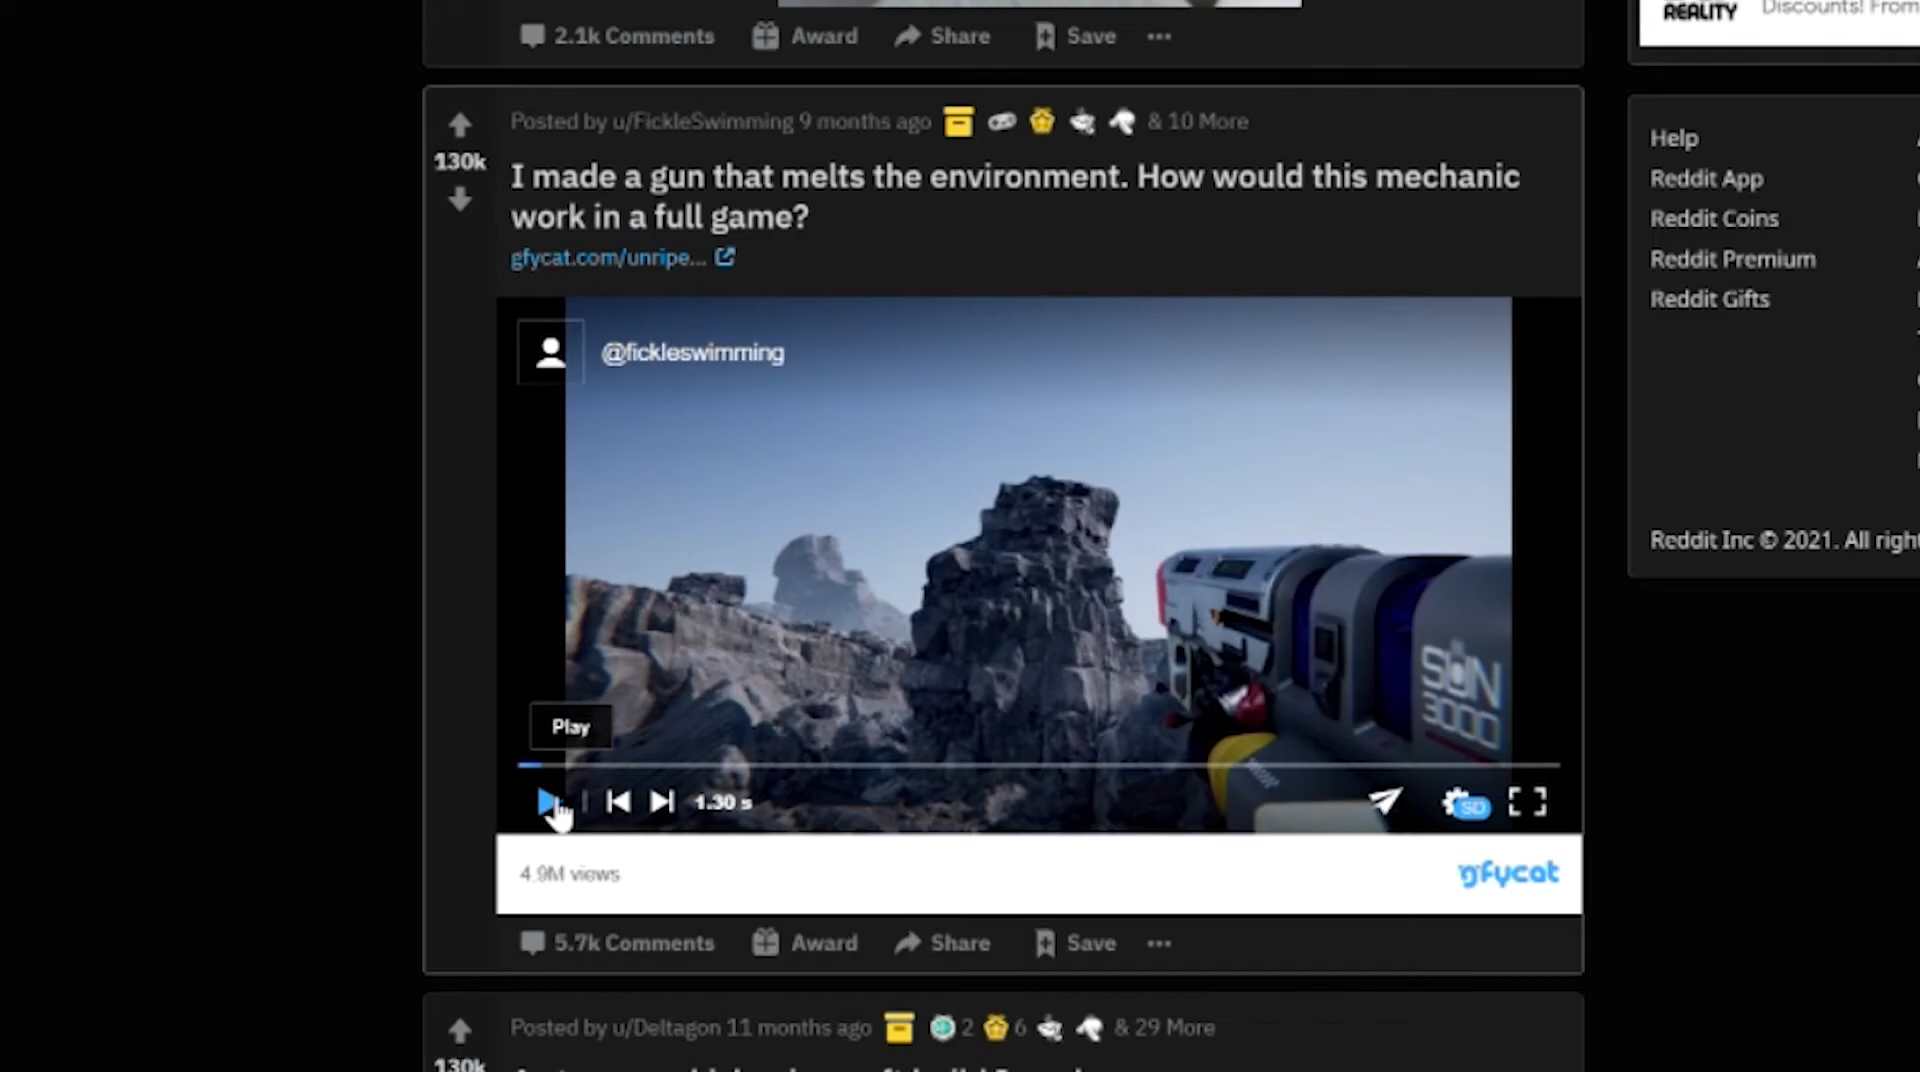 REALITY
Discounts! From
2.1k Comments Award Share Save
Posted by u/FickleSwimming 9 months ago & 10 More
130k
I made a gun that melts the environment. How would this mechanic
work in a full game?
gfycat.com/unripe...
@fickleswimming
SUN
3000
Play
1.30 s
SD
4.9M views
gfycat
5.7k Comments Award Share Save
Posted by u/Deltagon 11 months ago 2 6 & 29 More
130k
Help
Reddit App
Reddit Coins
Reddit Premium
Reddit Gifts
Reddit Inc © 2021. All right